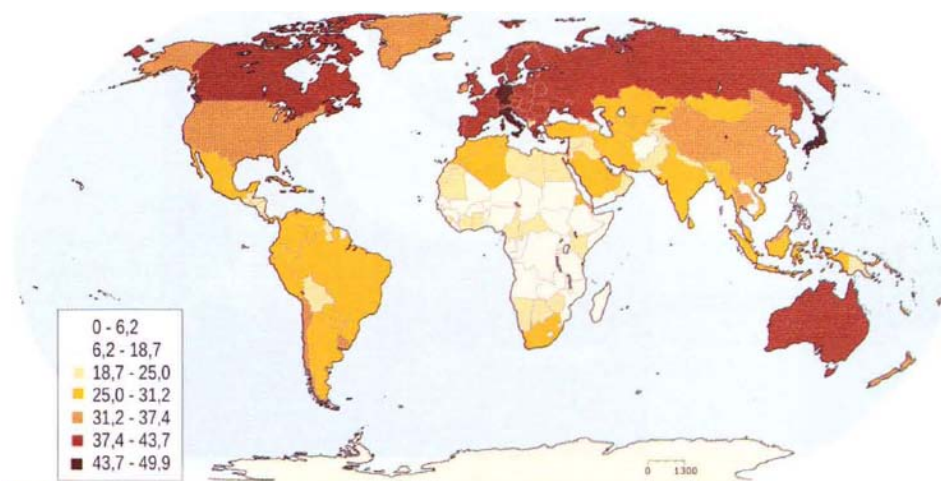 0 - 6,2
6,2 - 18,7
18,7 - 25,0
25,0 - 31,2
31,2 - 37,4
37,4 - 43,7
43,7 - 49,9
0 1300